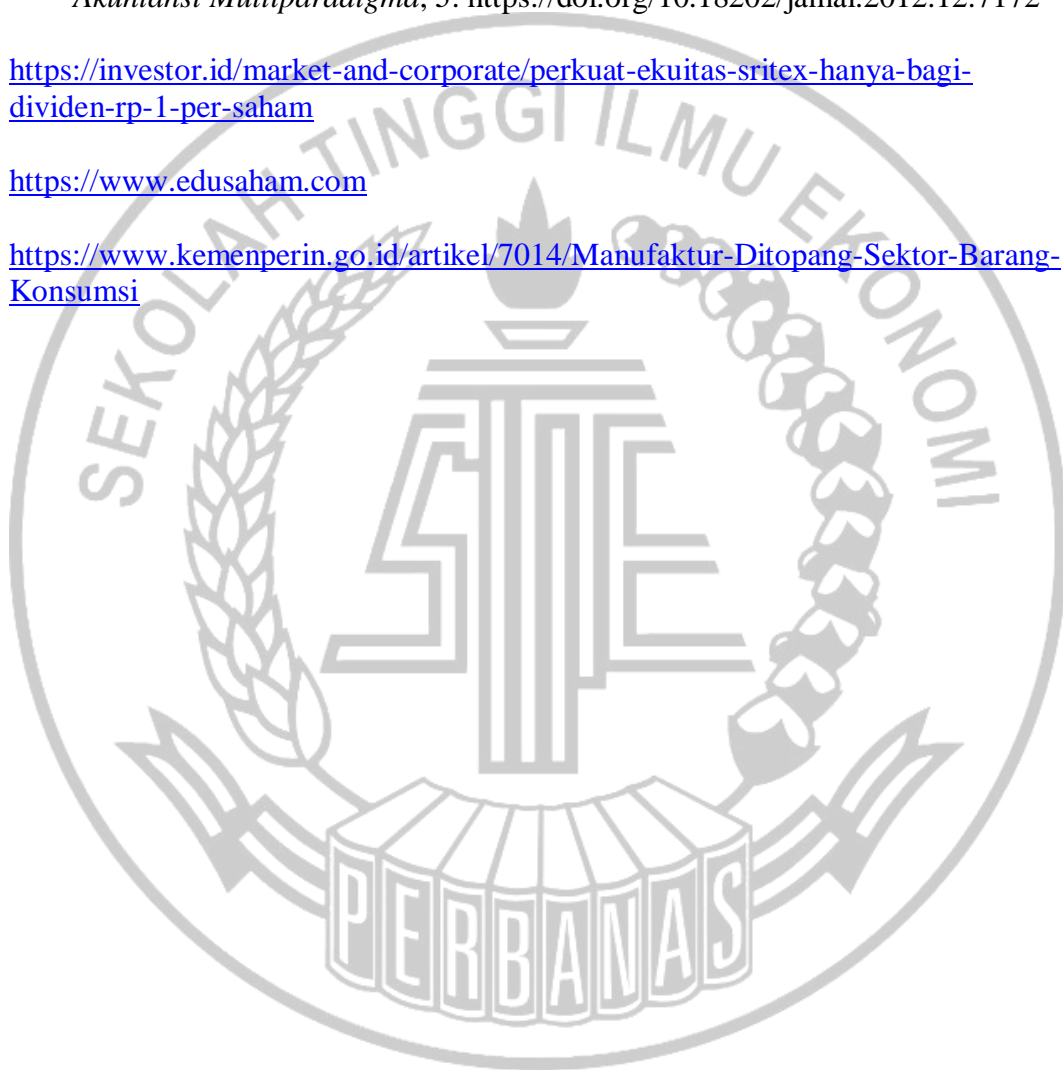 Akuntansi Multiparadigma, 3. https://doi.org/10.18202/jamal.2012.12.7172
https://investor.id/market-and-corporate/perkuat-ekuitas-sritex-hanya-bagi-
dividen-rp-1-per-saham
https://www.edusaham.com
https://www.kemenperin.go.id/artikel/7014/Manufaktur-Ditopang-Sektor-Barang-
Konsumsi
SEKOLAH TINGGI ILMU EKONOMI
STIE
PERBANAS